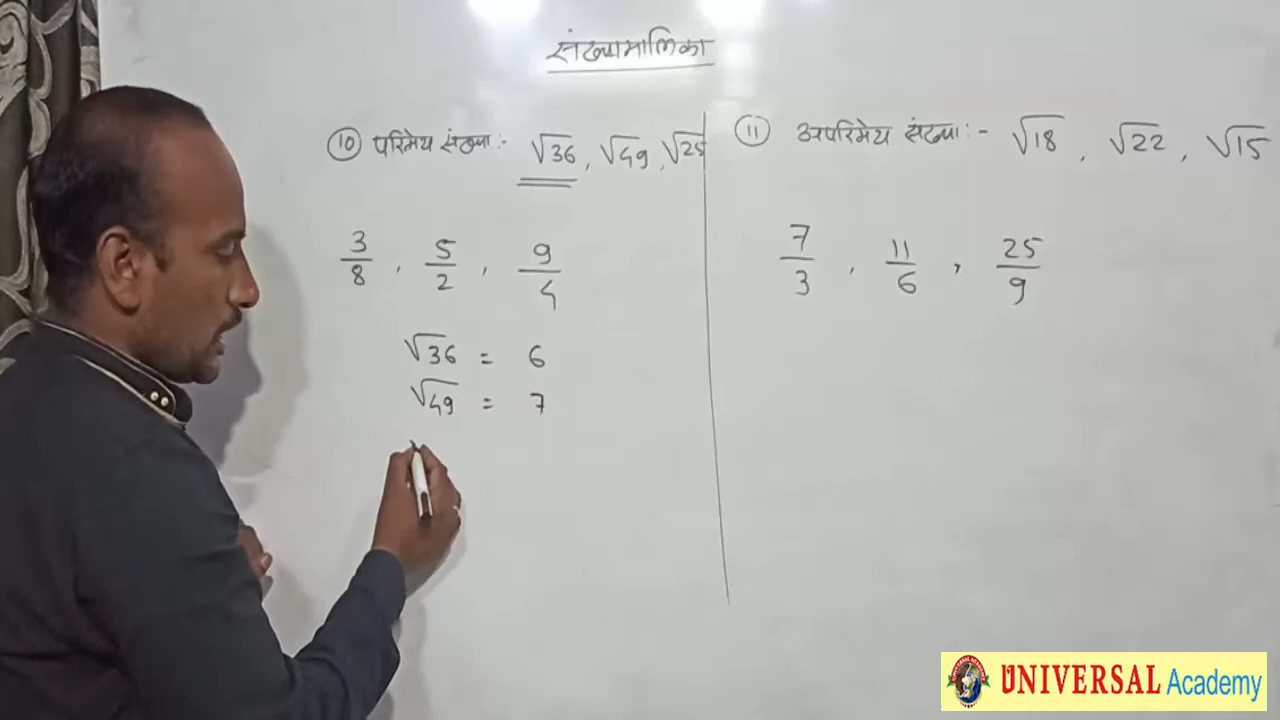 संख्यामालिका
⑩ परिमेय संख्या :- √36, √49, √25
3/8, 5/2, 9/4
√36 = 6
√49 = 7
⑪ अपरिमेय संख्या :- √18, √22, √15
7/3, 11/6, 25/9
UNIVERSAL Academy